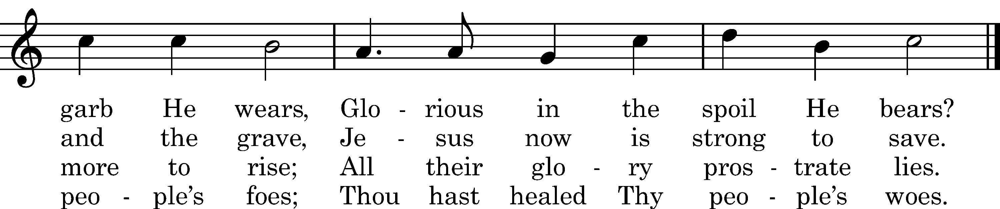 garb He wears, Glo - rious in the spoil He bears?
and the grave, Je - sus now is strong to save.
more to rise; All their glo - ry pros - trate lies.
peo - ple’s foes; Thou hast healed Thy peo - ple’s woes.